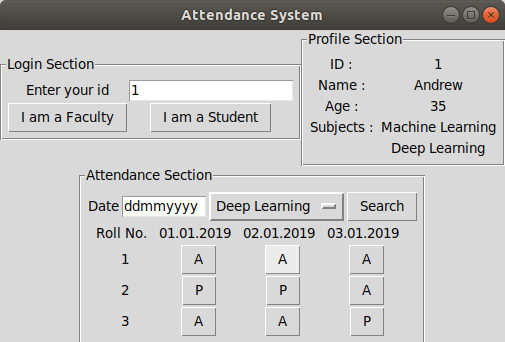 Attendance System
Login Section
Enter your id 1
I am a Faculty I am a Student
Profile Section
ID : 1
Name : Andrew
Age : 35
Subjects : Machine Learning
Deep Learning
Attendance Section
Date ddmmyyyy Deep Learning Search
Roll No. 01.01.2019 02.01.2019 03.01.2019
1 A A A
2 P P A
3 A A P